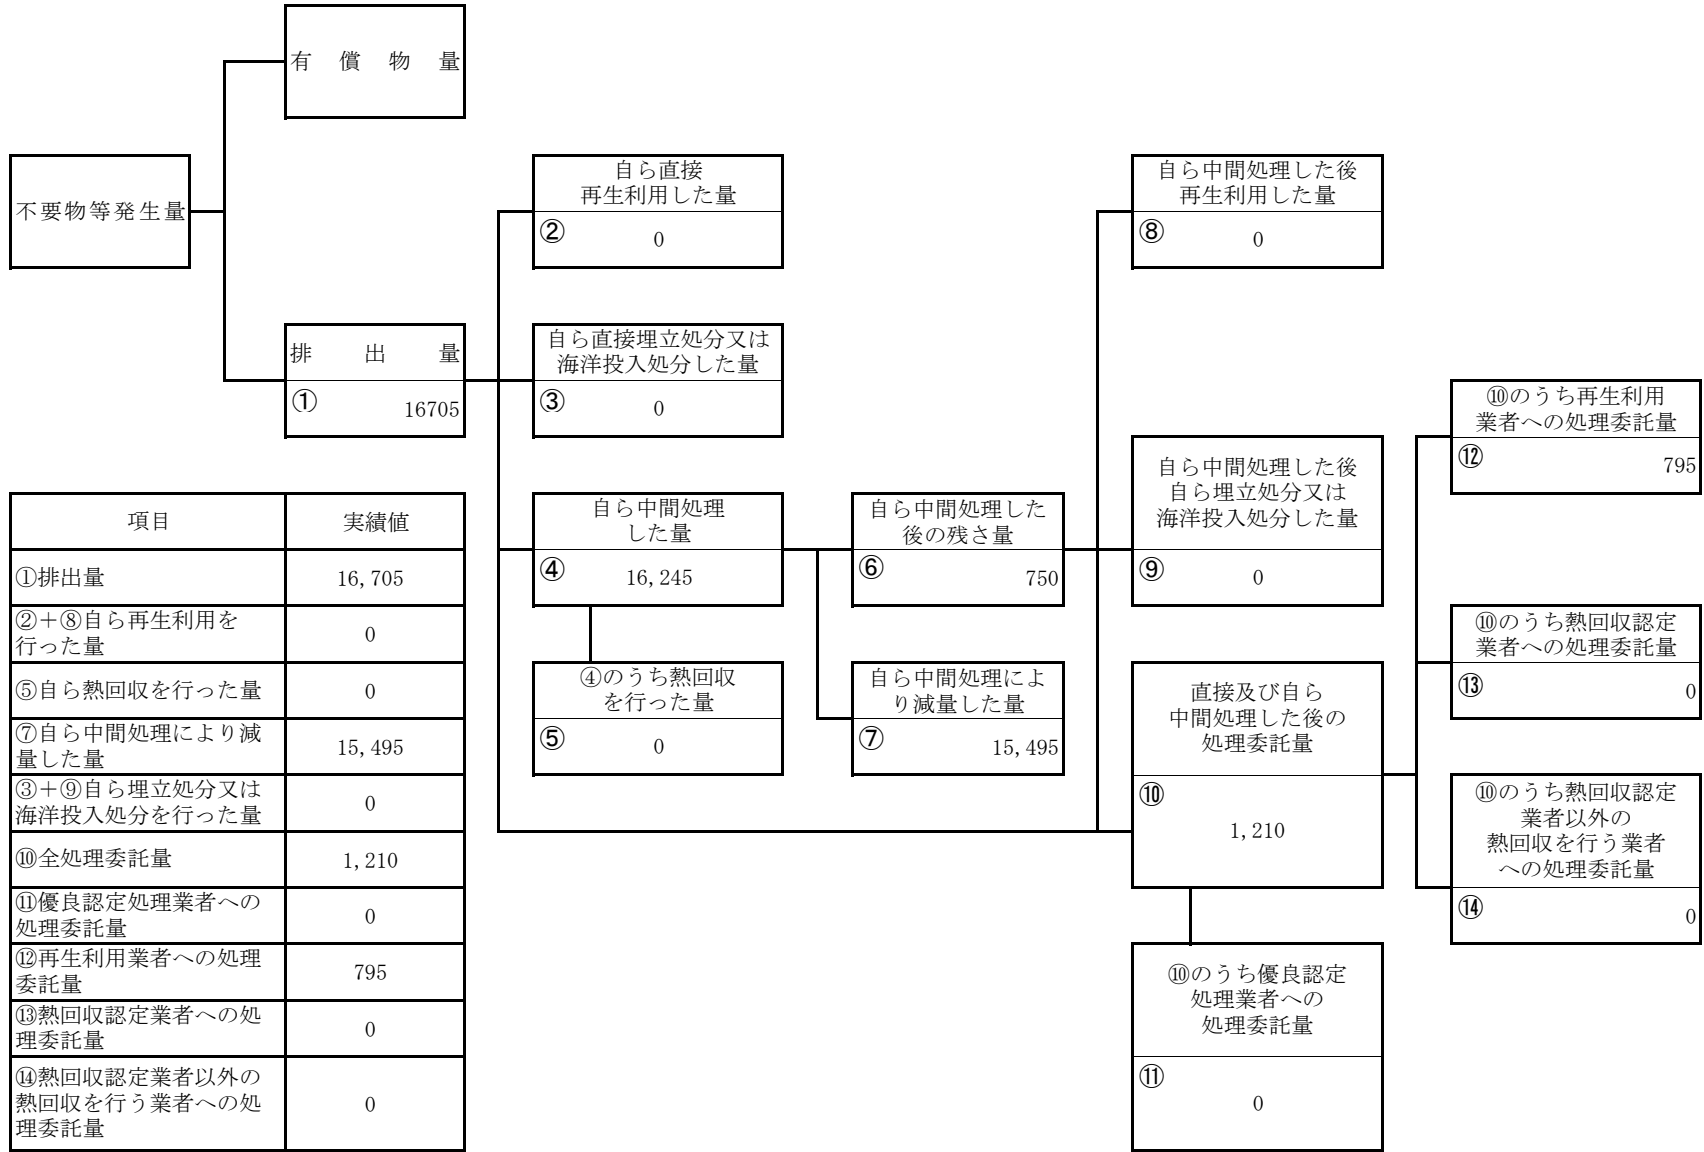 有償物量
不要物等発生量
排出量
① 16705
自ら直接
再生利用した量
② 0
自ら直接埋立処分又は
海洋投入処分した量
③ 0
自ら中間処理
した量
④ 16,245
④のうち熱回収
を行った量
⑤ 0
自ら中間処理した
後の残さ量
⑥ 750
自ら中間処理によ
り減量した量
⑦ 15,495
自ら中間処理した後
再生利用した量
⑧ 0
自ら中間処理した後
自ら埋立処分又は
海洋投入処分した量
⑨ 0
直接及び自ら
中間処理した後の
処理委託量
⑩
1,210
⑩のうち優良認定
処理業者への
処理委託量
⑪
0
⑩のうち再生利用
業者への処理委託量
⑫ 795
⑩のうち熱回収認定
業者への処理委託量
⑬ 0
⑩のうち熱回収認定
業者以外の
熱回収を行う業者
への処理委託量
⑭ 0
項目 実績値
①排出量 16,705
②＋⑧自ら再生利用を
行った量 0
⑤自ら熱回収を行った量 0
⑦自ら中間処理により減
量した量 15,495
③＋⑨自ら埋立処分又は
海洋投入処分を行った量 0
⑩全処理委託量 1,210
⑪優良認定処理業者への
処理委託量 0
⑫再生利用業者への処理
委託量 795
⑬熱回収認定業者への処
理委託量 0
⑭熱回収認定業者以外の
熱回収を行う業者への処
理委託量 0